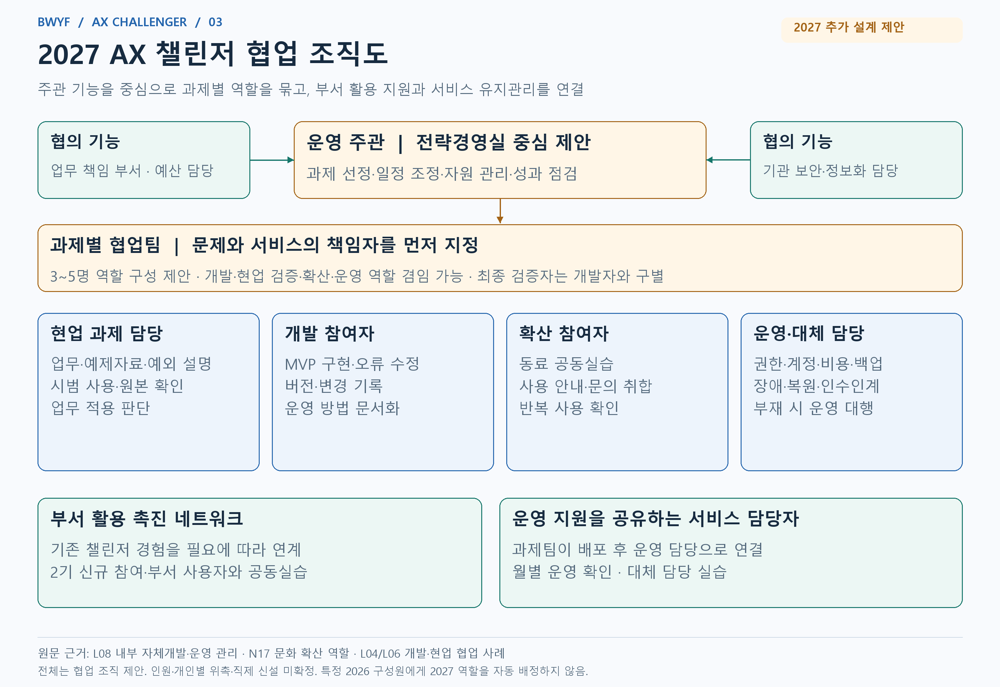 BWYF / AX CHALLENGER / 03
2027 추가 설계 제안
2027 AX 챌린저 협업 조직도
주관 기능을 중심으로 과제별 역할을 묶고, 부서 활용 지원과 서비스 유지관리를 연결
협의 기능
업무 책임 부서 · 예산 담당
운영 주관 | 전략경영실 중심 제안
과제 선정·일정 조정·자원 관리·성과 점검
협의 기능
기관 보안·정보화 담당
과제별 협업팀 | 문제와 서비스의 책임자를 먼저 지정
3~5명 역할 구성 제안 · 개발·현업 검증·확산·운영 역할 겸임 가능 · 최종 검증자는 개발자와 구별
현업 과제 담당
업무·예제자료·예외 설명
시범 사용·원본 확인
업무 적용 판단
개발 참여자
MVP 구현·오류 수정
버전·변경 기록
운영 방법 문서화
확산 참여자
동료 공동실습
사용 안내·문의 취합
반복 사용 확인
운영·대체 담당
권한·계정·비용·백업
장애·복원·인수인계
부재 시 운영 대행
부서 활용 촉진 네트워크
기존 챌린저 경험을 필요에 따라 연계
2기 신규 참여·부서 사용자와 공동실습
운영 지원을 공유하는 서비스 담당자
과제팀이 배포 후 운영 담당으로 연결
월별 운영 확인 · 대체 담당 실습
원문 근거: L08 내부 자체개발·운영 관리 · N17 문화 확산 역할 · L04/L06 개발·현업 협업 사례
전체는 협업 조직 제안. 인원·개인별 위촉·직제 신설 미확정. 특정 2026 구성원에게 2027 역할을 자동 배정하지 않음.